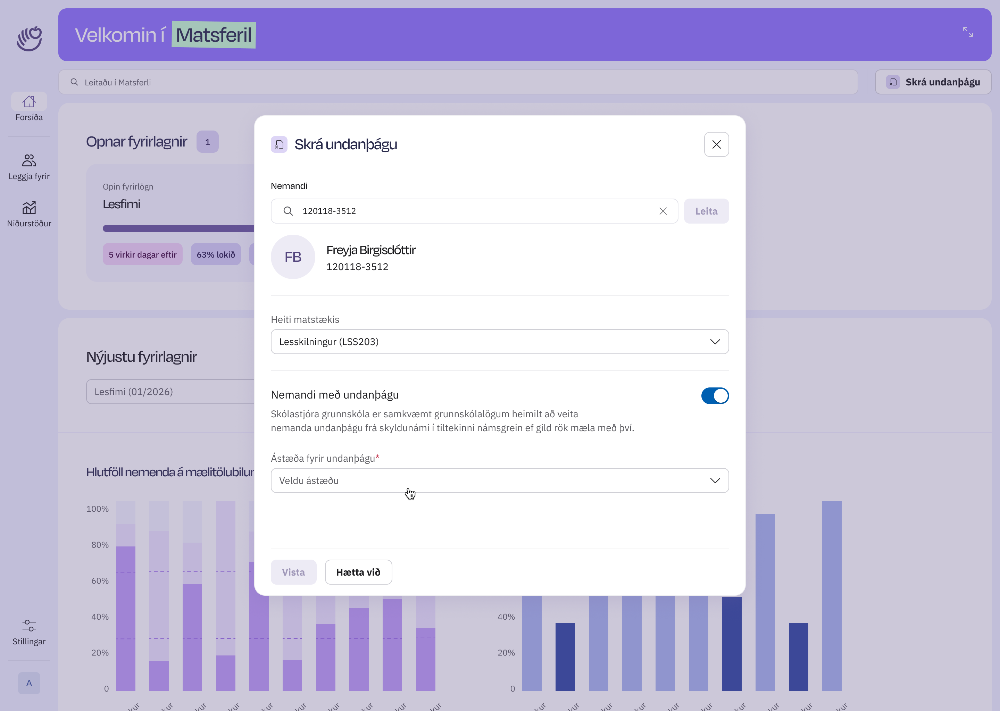 Velkomin í Matsferil
Leitaðu í Matsferli
Skrá undanþágu
Forsíða
Leggja fyrir
Niðurstöður
Stillingar
A
Opnar fyrirlagnir 1
Opin fyrirlögn
Lesfimi
5 virkir dagar eftir
63% lokið
Nýjustu fyrirlagnir
Lesfimi (01/2026)
Hlutföll nemenda á mælitölubilum
100%
80%
60%
40%
20%
0
40%
20%
0
Skrá undanþágu
Nemandi
120118-3512
Leita
FB
Freyja Birgisdóttir
120118-3512
Heiti matstækis
Lesskilningur (LSS203)
Nemandi með undanþágu
Skólastjóra grunnskóla er samkvæmt grunnskólalögum heimilt að veita
nemanda undanþágu frá skyldunámi í tiltekinni námsgrein ef gild rök mæla með því.
Ástæða fyrir undanþágu*
Veldu ástæðu
Vista
Hætta við